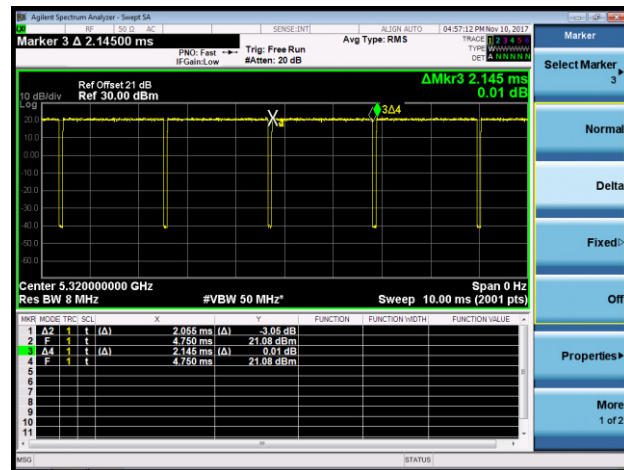 Agilent Spectrum Analyzer - Swept SA
RF 50 Ω AC SENSE:INT ALIGN AUTO 04:57:12 PM Nov 10, 2017
Marker 3 Δ 2.14500 ms
PNO: Fast
IFGain:Low
Trig: Free Run
#Atten: 20 dB
Avg Type: RMS
TRACE 1 2 3 4 5 6
TYPE WWWWWW
DET A N N N N N
Ref Offset 21 dB
10 dB/div Ref 30.00 dBm
Log
ΔMkr3 2.145 ms
0.01 dB
3Δ4
20.0
10.0
0.00
-10.0
-20.0
-30.0
-40.0
-50.0
-60.0
Center 5.320000000 GHz Span 0 Hz
Res BW 8 MHz #VBW 50 MHz* Sweep 10.00 ms (2001 pts)
MKR MODE TRC SCL X Y FUNCTION FUNCTION WIDTH FUNCTION VALUE
1 Δ2 1 t (Δ) 2.055 ms (Δ) -3.05 dB
2 F 1 t 4.750 ms 21.08 dBm
3 Δ4 1 t (Δ) 2.145 ms (Δ) 0.01 dB
4 F 1 t 4.750 ms 21.08 dBm
5
6
7
8
9
10
11
MSG STATUS
Marker
Select Marker
3
Normal
Delta
Fixed
Off
Properties
More
1 of 2